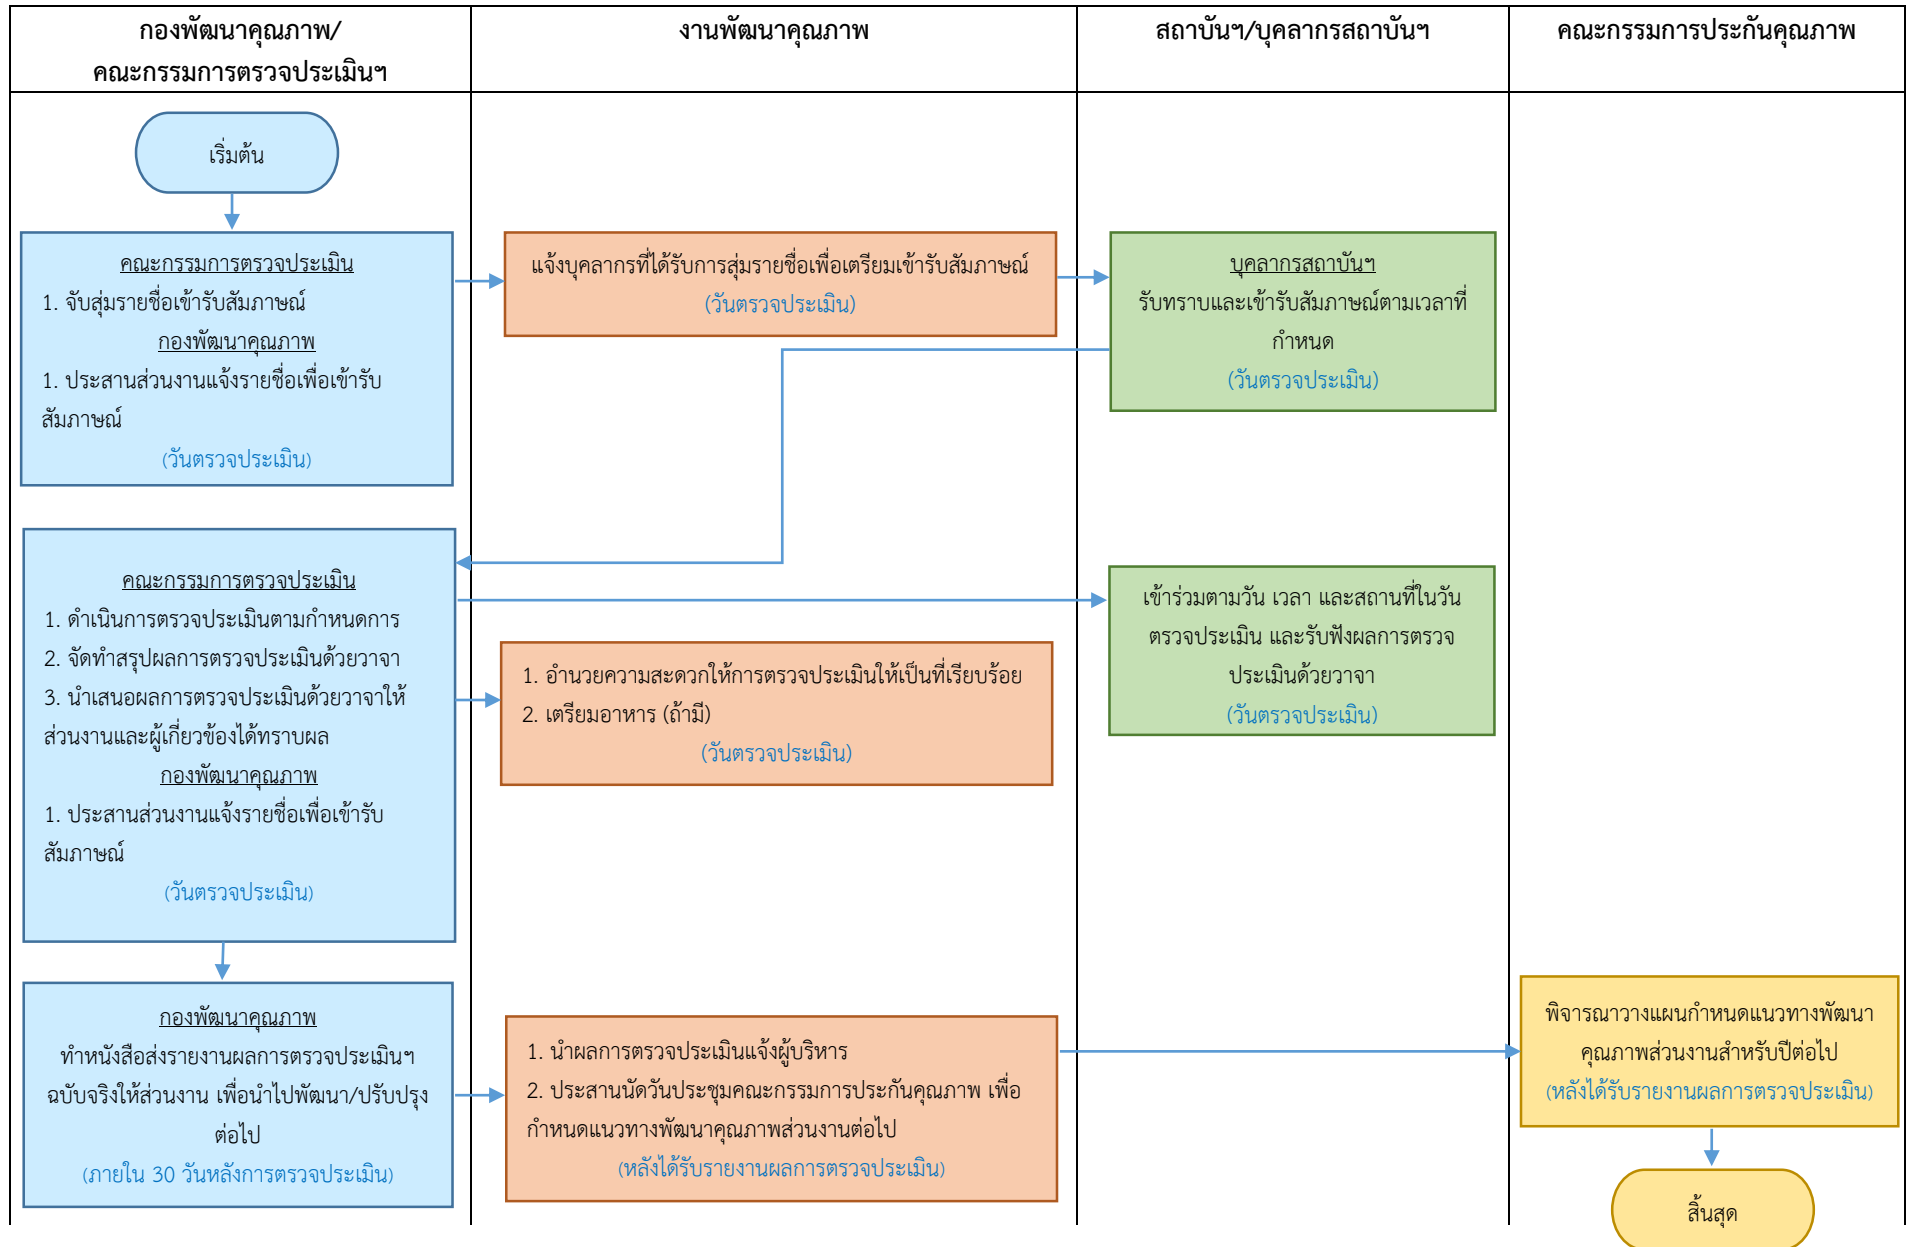 กองพัฒนาคุณภาพ/
คณะกรรมการตรวจประเมินฯ
งานพัฒนาคุณภาพ
สถาบันฯ/บุคลากรสถาบันฯ
คณะกรรมการประกันคุณภาพ
เริ่มต้น
คณะกรรมการตรวจประเมิน
1. จับสุ่มรายชื่อเข้ารับสัมภาษณ์
กองพัฒนาคุณภาพ
1. ประสานส่วนงานแจ้งรายชื่อเพื่อเข้ารับ
สัมภาษณ์
(วันตรวจประเมิน)
แจ้งบุคลากรที่ได้รับการสุ่มรายชื่อเพื่อเตรียมเข้ารับสัมภาษณ์
(วันตรวจประเมิน)
บุคลากรสถาบันฯ
รับทราบและเข้ารับสัมภาษณ์ตามเวลาที่
กำหนด
(วันตรวจประเมิน)
คณะกรรมการตรวจประเมิน
1. ดำเนินการตรวจประเมินตามกำหนดการ
2. จัดทำสรุปผลการตรวจประเมินด้วยวาจา
3. นำเสนอผลการตรวจประเมินด้วยวาจาให้
ส่วนงานและผู้เกี่ยวข้องได้ทราบผล
กองพัฒนาคุณภาพ
1. ประสานส่วนงานแจ้งรายชื่อเพื่อเข้ารับ
สัมภาษณ์
(วันตรวจประเมิน)
1. อำนวยความสะดวกให้การตรวจประเมินให้เป็นที่เรียบร้อย
2. เตรียมอาหาร (ถ้ามี)
(วันตรวจประเมิน)
เข้าร่วมตามวัน เวลา และสถานที่ในวัน
ตรวจประเมิน และรับฟังผลการตรวจ
ประเมินด้วยวาจา
(วันตรวจประเมิน)
กองพัฒนาคุณภาพ
ทำหนังสือส่งรายงานผลการตรวจประเมินฯ
ฉบับจริงให้ส่วนงาน เพื่อนำไปพัฒนา/ปรับปรุง
ต่อไป
(ภายใน 30 วันหลังการตรวจประเมิน)
1. นำผลการตรวจประเมินแจ้งผู้บริหาร
2. ประสานนัดวันประชุมคณะกรรมการประกันคุณภาพ เพื่อ
กำหนดแนวทางพัฒนาคุณภาพส่วนงานต่อไป
(หลังได้รับรายงานผลการตรวจประเมิน)
พิจารณาวางแผนกำหนดแนวทางพัฒนา
คุณภาพส่วนงานสำหรับปีต่อไป
(หลังได้รับรายงานผลการตรวจประเมิน)
สิ้นสุด